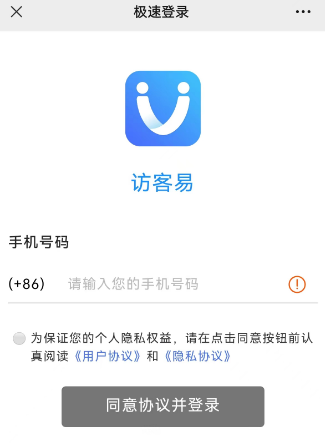 极速登录
访客易
手机号码
(+86) 请输入您的手机号码
为保证您的个人隐私权益，请在点击同意按钮前认
真阅读《用户协议》和《隐私协议》
同意协议并登录